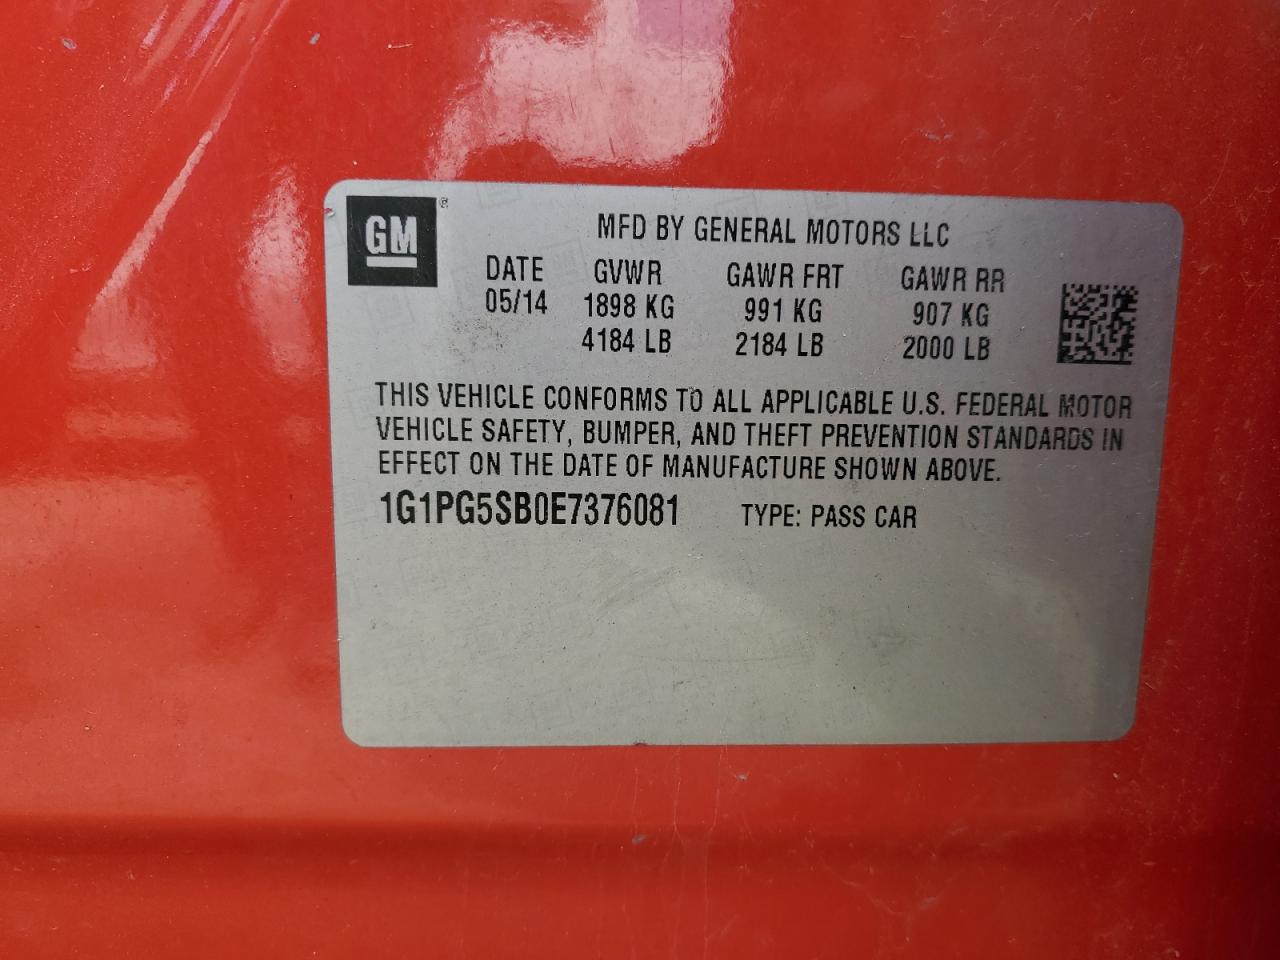 GM®
MFD BY GENERAL MOTORS LLC
DATE GVWR GAWR FRT GAWR RR
05/14 1898 KG 991 KG 907 KG
4184 LB 2184 LB 2000 LB
THIS VEHICLE CONFORMS TO ALL APPLICABLE U.S. FEDERAL MOTOR
VEHICLE SAFETY, BUMPER, AND THEFT PREVENTION STANDARDS IN
EFFECT ON THE DATE OF MANUFACTURE SHOWN ABOVE.
1G1PG5SB0E7376081 TYPE: PASS CAR